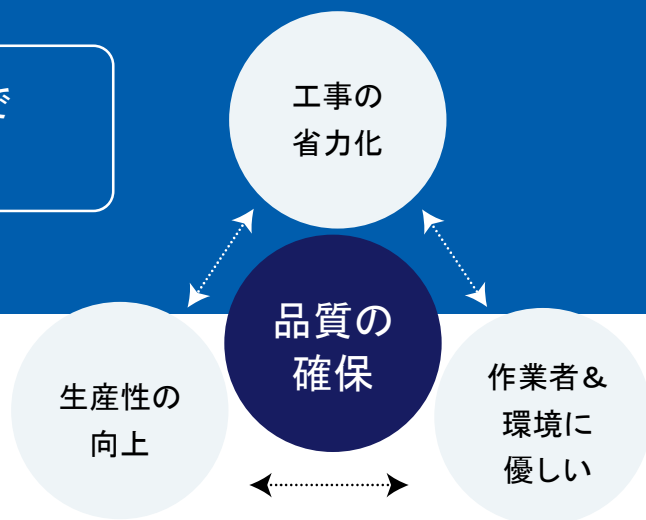 で
工事の
省力化
品質の
確保
生産性の
向上
作業者＆
環境に
優しい